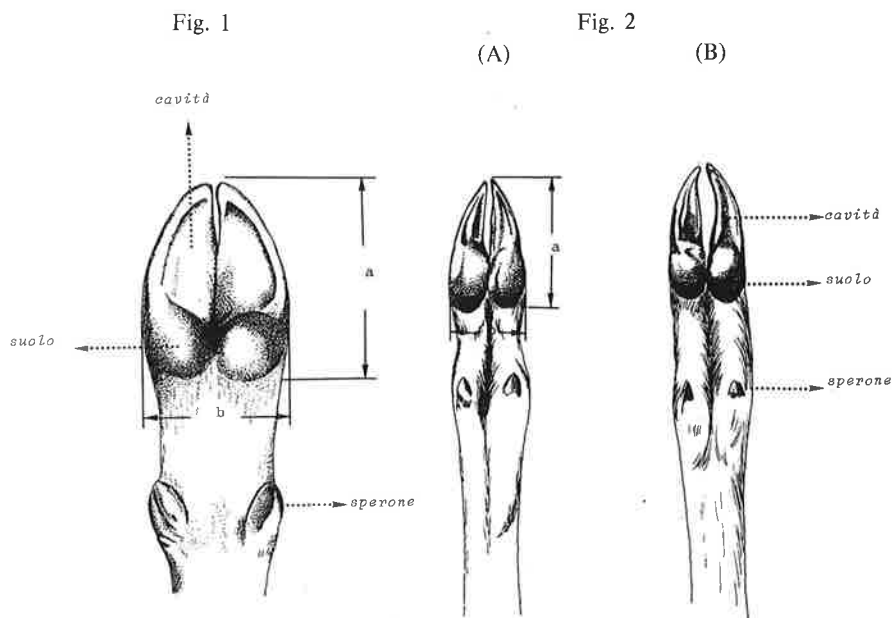 Fig. 1
Fig. 2
(A)
(B)
cavità
a
suolo
b
sperone
a
cavità
suolo
sperone